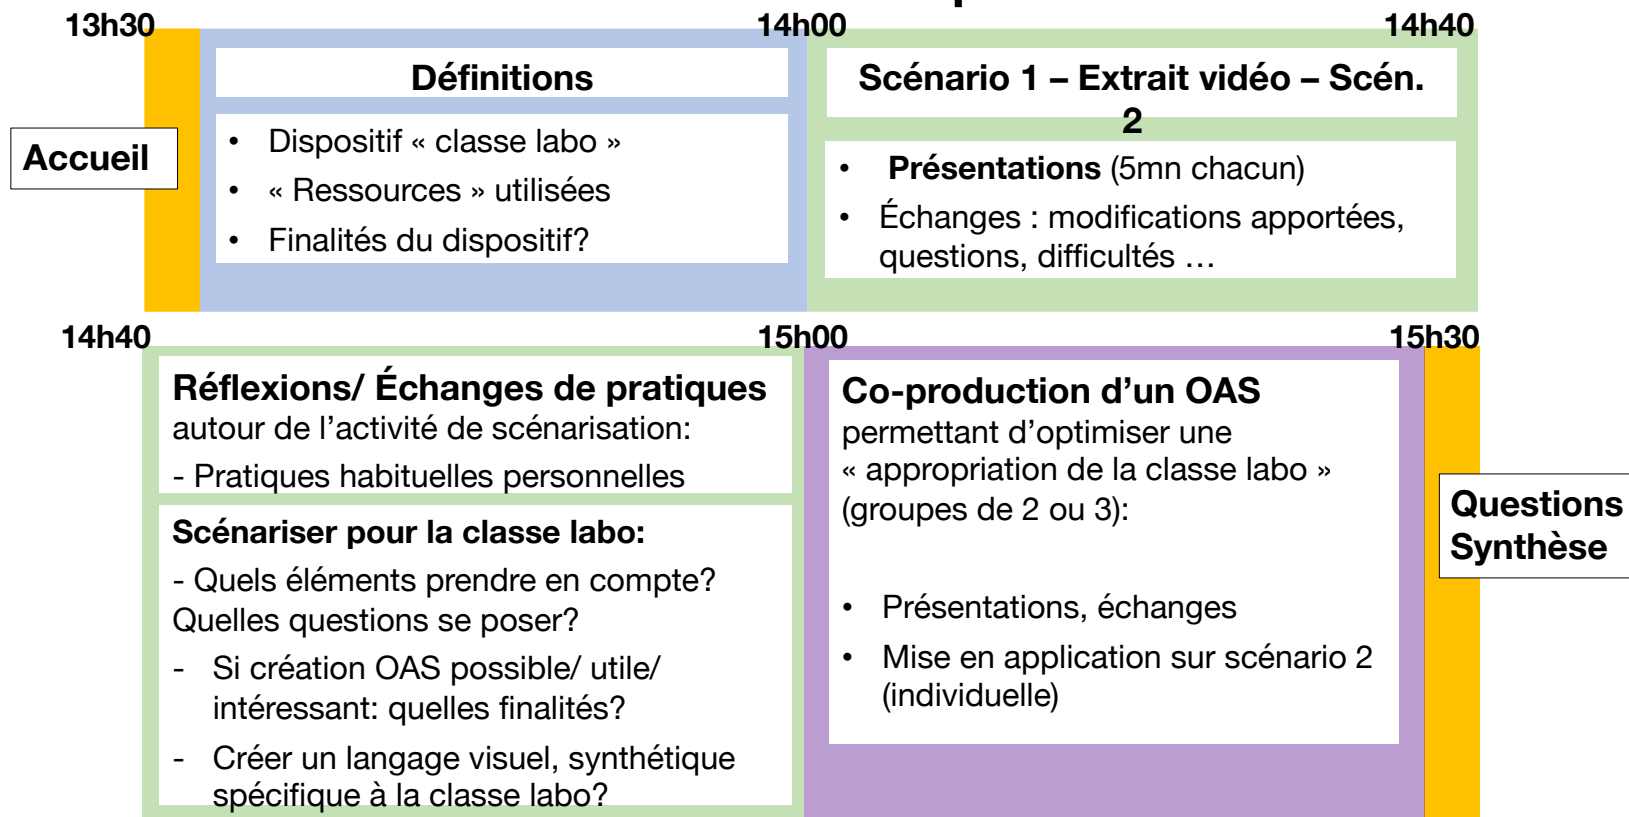 13h30
14h00
14h40
Accueil
Définitions
• Dispositif « classe labo »
• « Ressources » utilisées
• Finalités du dispositif?
Scénario 1 – Extrait vidéo – Scén.
2
• Présentations (5mn chacun)
• Échanges : modifications apportées,
questions, difficultés …
14h40
15h00
15h30
Réflexions/ Échanges de pratiques
autour de l’activité de scénarisation:
- Pratiques habituelles personnelles
Scénariser pour la classe labo:
- Quels éléments prendre en compte?
Quelles questions se poser?
- Si création OAS possible/ utile/
intéressant: quelles finalités?
- Créer un langage visuel, synthétique
spécifique à la classe labo?
Co-production d’un OAS
permettant d’optimiser une
« appropriation de la classe labo »
(groupes de 2 ou 3):
• Présentations, échanges
• Mise en application sur scénario 2
(individuelle)
Questions
Synthèse